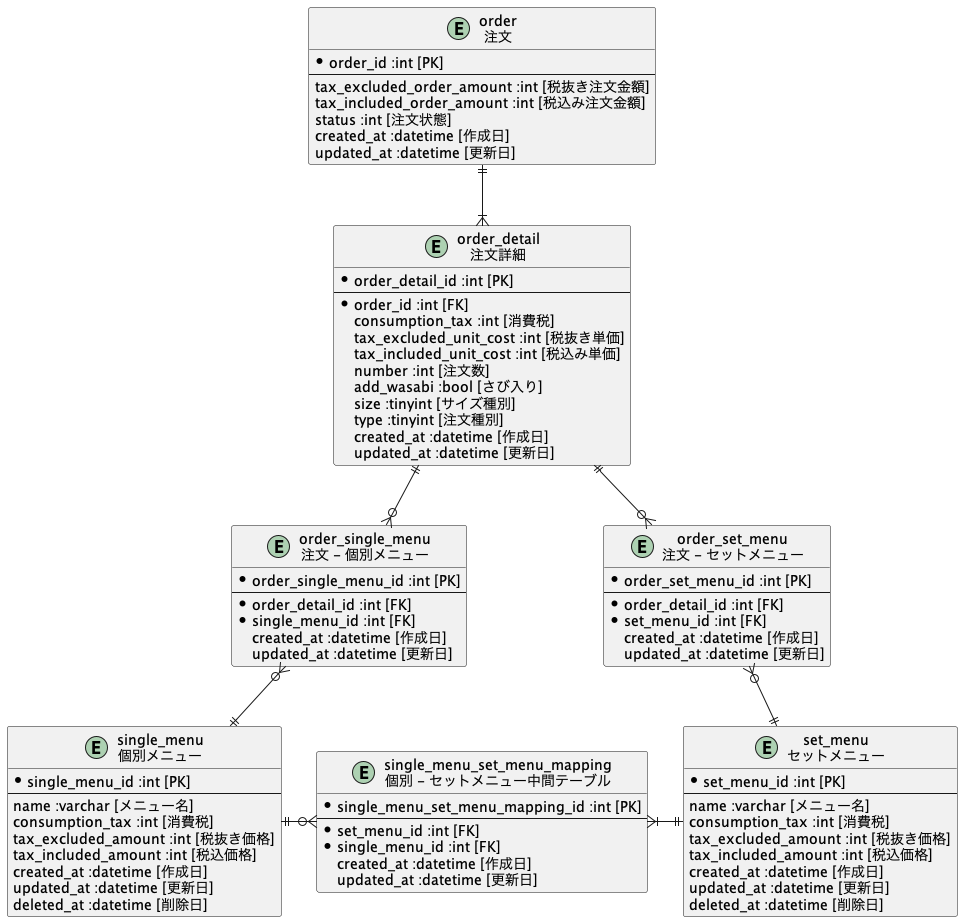 E
order
注文
order_id :int [PK]
tax_excluded_order_amount :int [税抜き注文金額]
tax_included_order_amount :int [税込み注文金額]
status :int [注文状態]
created_at :datetime [作成日]
updated_at :datetime [更新日]
E
order_detail
注文詳細
order_detail_id :int [PK]
order_id :int [FK]
consumption_tax :int [消費税]
tax_excluded_unit_cost :int [税抜き単価]
tax_included_unit_cost :int [税込み単価]
number :int [注文数]
add_wasabi :bool [さび入り]
size :tinyint [サイズ種別]
type :tinyint [注文種別]
created_at :datetime [作成日]
updated_at :datetime [更新日]
E
order_single_menu
注文 – 個別メニュー
order_single_menu_id :int [PK]
order_detail_id :int [FK]
single_menu_id :int [FK]
created_at :datetime [作成日]
updated_at :datetime [更新日]
E
order_set_menu
注文 – セットメニュー
order_set_menu_id :int [PK]
order_detail_id :int [FK]
set_menu_id :int [FK]
created_at :datetime [作成日]
updated_at :datetime [更新日]
E
single_menu
個別メニュー
single_menu_id :int [PK]
name :varchar [メニュー名]
consumption_tax :int [消費税]
tax_excluded_amount :int [税抜き価格]
tax_included_amount :int [税込価格]
created_at :datetime [作成日]
updated_at :datetime [更新日]
deleted_at :datetime [削除日]
E
single_menu_set_menu_mapping
個別 – セットメニュー中間テーブル
single_menu_set_menu_mapping_id :int [PK]
set_menu_id :int [FK]
single_menu_id :int [FK]
created_at :datetime [作成日]
updated_at :datetime [更新日]
E
set_menu
セットメニュー
set_menu_id :int [PK]
name :varchar [メニュー名]
consumption_tax :int [消費税]
tax_excluded_amount :int [税抜き価格]
tax_included_amount :int [税込価格]
created_at :datetime [作成日]
updated_at :datetime [更新日]
deleted_at :datetime [削除日]